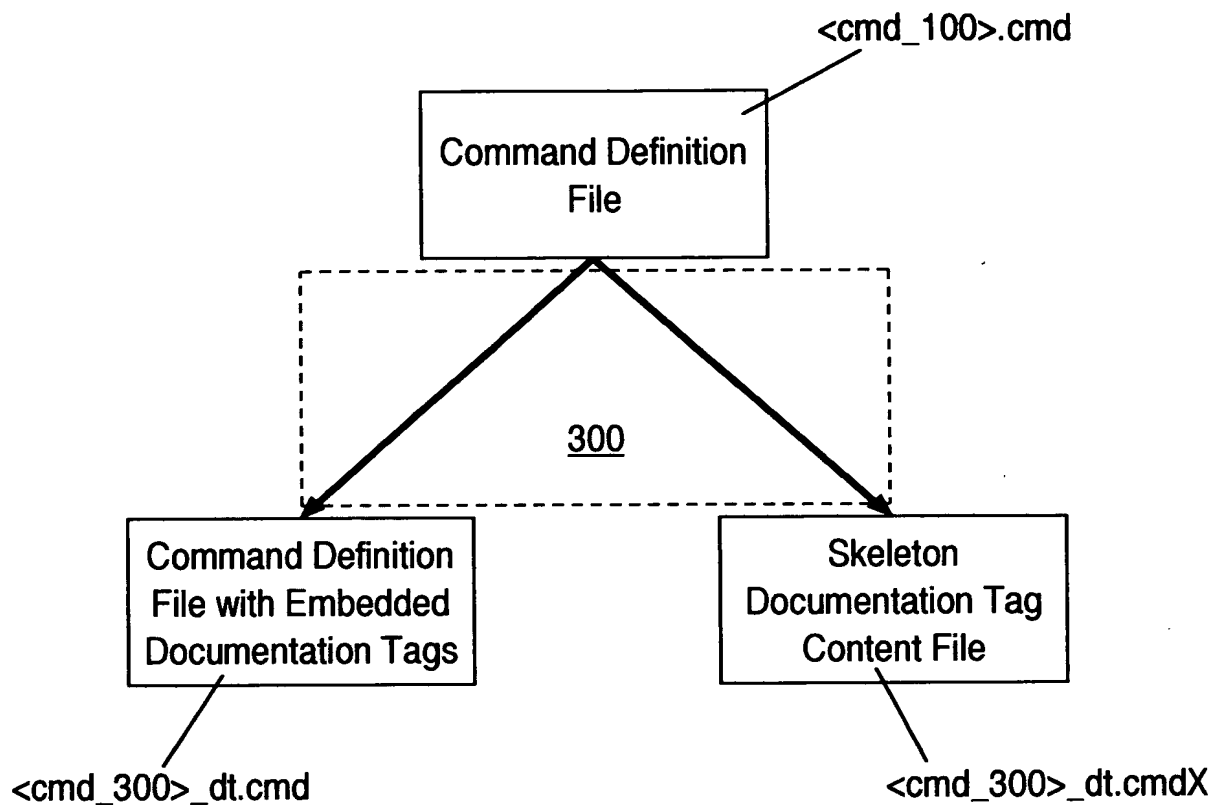 <cmd_100>.cmd
Command Definition
File
300
Command Definition
File with Embedded
Documentation Tags
Skeleton
Documentation Tag
Content File
<cmd_300>_dt.cmd
<cmd_300>_dt.cmdX